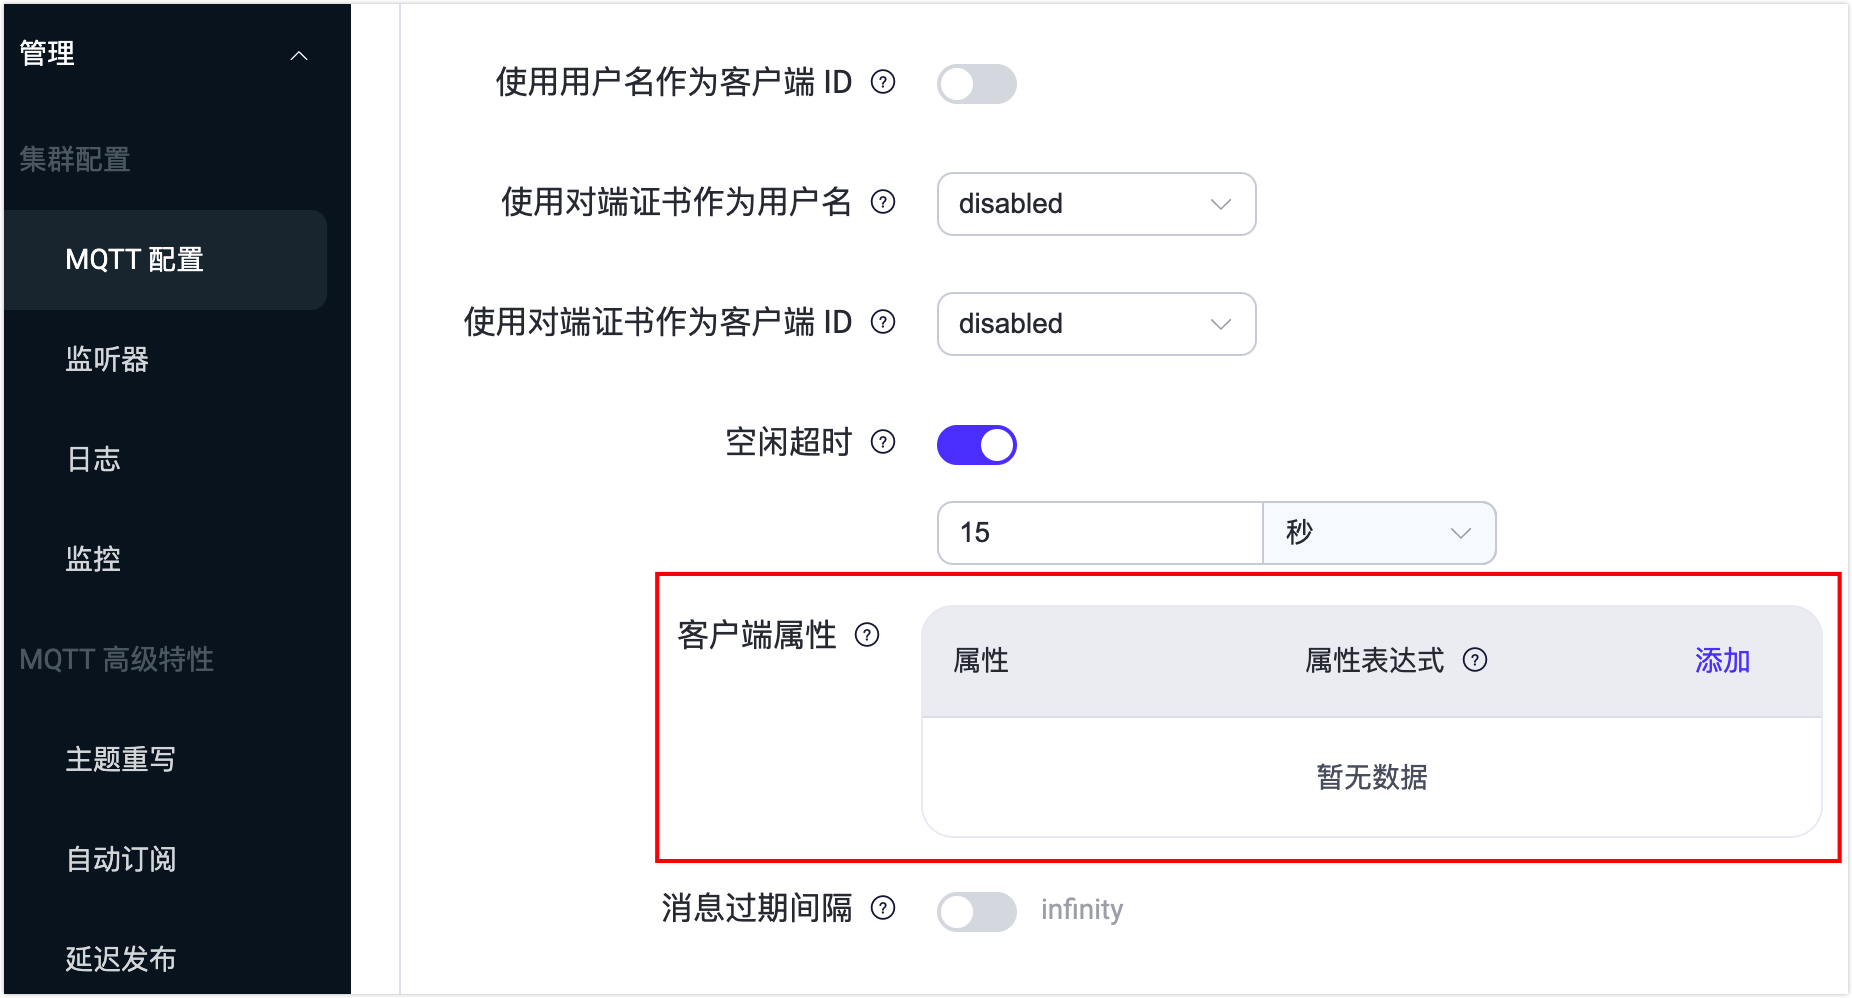 管理
集群配置
MQTT 配置
监听器
日志
监控
MQTT 高级特性
主题重写
自动订阅
延迟发布
使用用户名作为客户端 ID
使用对端证书作为用户名
disabled
使用对端证书作为客户端 ID
disabled
空闲超时
15 秒
客户端属性
属性 属性表达式 添加
暂无数据
消息过期间隔 infinity